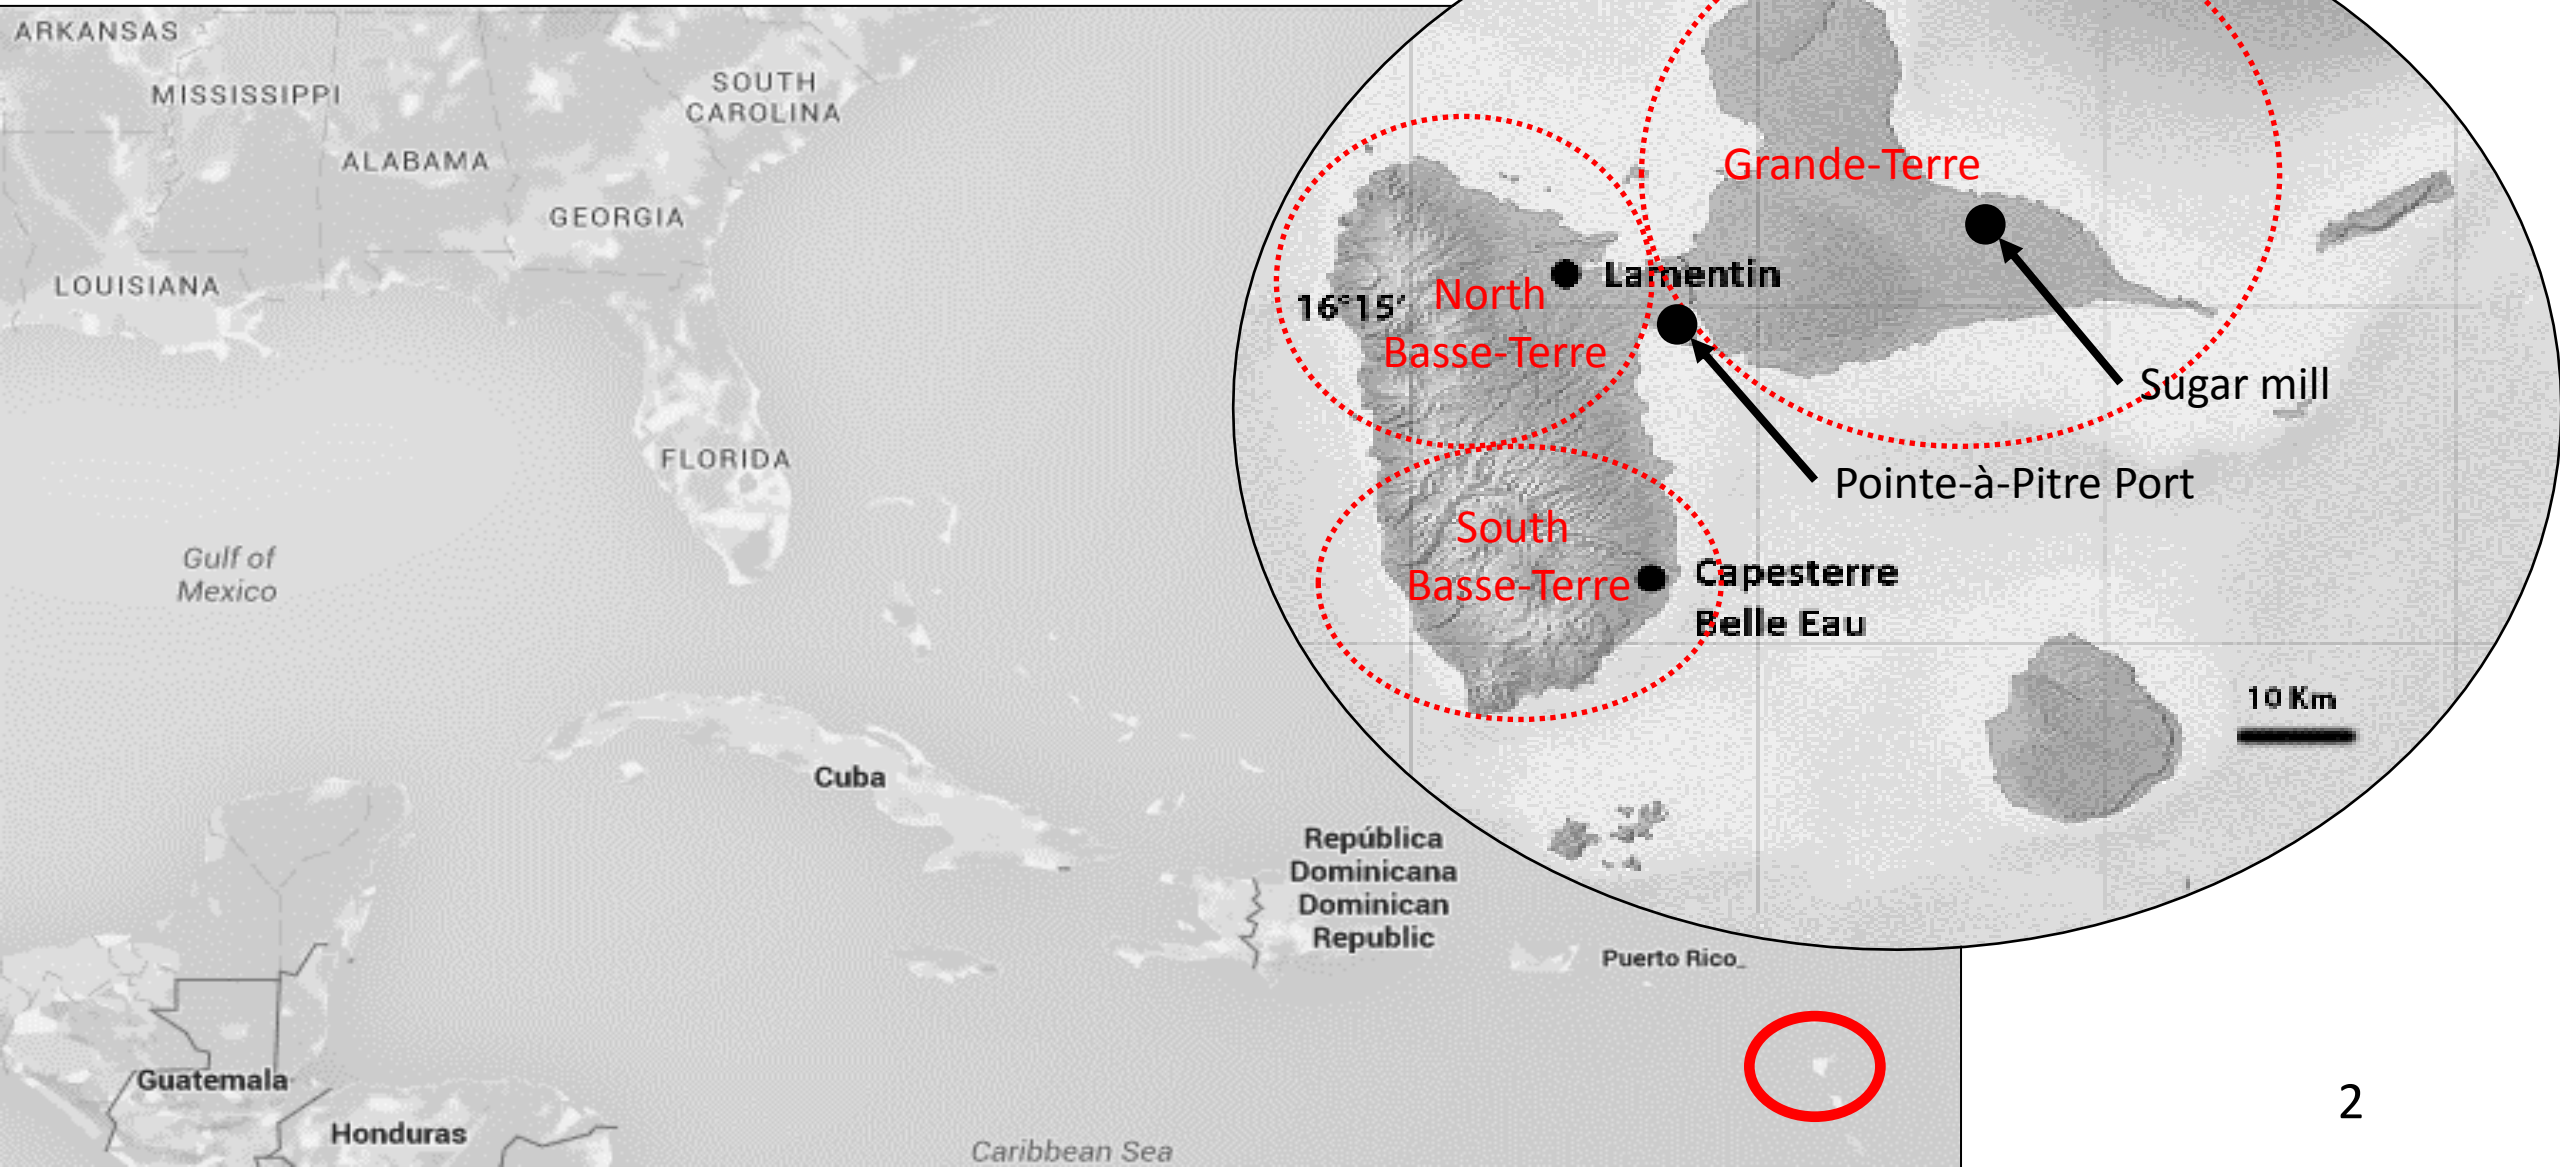 ARKANSAS
MISSISSIPPI
ALABAMA
SOUTH
CAROLINA
GEORGIA
LOUISIANA
FLORIDA
Gulf of
Mexico
Cuba
República
Dominicana
Dominican
Republic
Puerto Rico
Guatemala
Honduras
Caribbean Sea
Grande-Terre
Lamentin
16°15'
North
Basse-Terre
Sugar mill
Pointe-à-Pitre Port
South
Basse-Terre
Capesterre
Belle Eau
10 Km
2